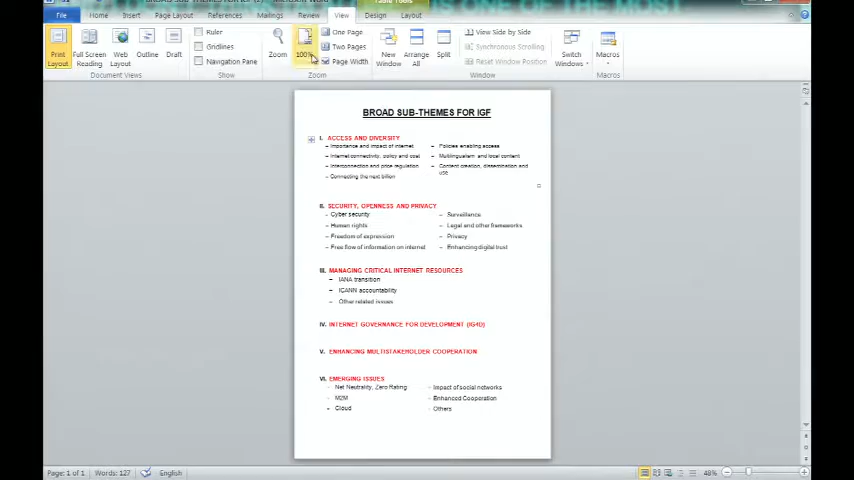 IS ONE OF THE MOST
Table Tools
File Home Insert Page Layout References Mailings Review View Design Layout
Print Layout
Full Screen Reading
Web Layout
Outline
Draft
Document Views
Ruler
Gridlines
Navigation Pane
Show
Zoom
100%
One Page
Two Pages
Page Width
Zoom
New Window
Arrange All
Split
View Side by Side
Synchronous Scrolling
Reset Window Position
Window
Switch Windows
Macros
Macros
BROAD SUB-THEMES FOR IGF
I. ACCESS AND DIVERSITY
– Importance and impact of internet
– Internet connectivity: policy and cost
– Interconnection and price regulation
– Connecting the next billion
– Policies enabling access
– Multilingualism and local content
– Content creation, dissemination and
use
II. SECURITY, OPENNESS AND PRIVACY
– Cyber security
– Human rights
– Freedom of expression
– Free flow of information on internet
– Surveillance
– Legal and other frameworks
– Privacy
– Enhancing digital trust
III. MANAGING CRITICAL INTERNET RESOURCES
– IANA transition
– ICANN accountability
– Other related issues
IV. INTERNET GOVERNANCE FOR DEVELOPMENT (IG4D)
V. ENHANCING MULTISTAKEHOLDER COOPERATION
VI. EMERGING ISSUES
- Net Neutrality, Zero Rating
- M2M
- Cloud
- Impact of social networks
- Enhanced Cooperation
- Others
Page: 1 of 1 Words: 127 English 48%